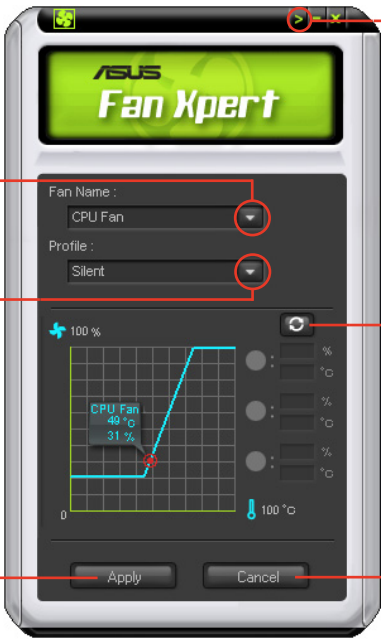 > - x
ASUS
Fan Xpert
Fan Name :
CPU Fan
Profile :
Silent
100 %
CPU Fan
49 °c
31 %
: %
°c
: %
°c
: %
°c
0
100 °c
Apply
Cancel